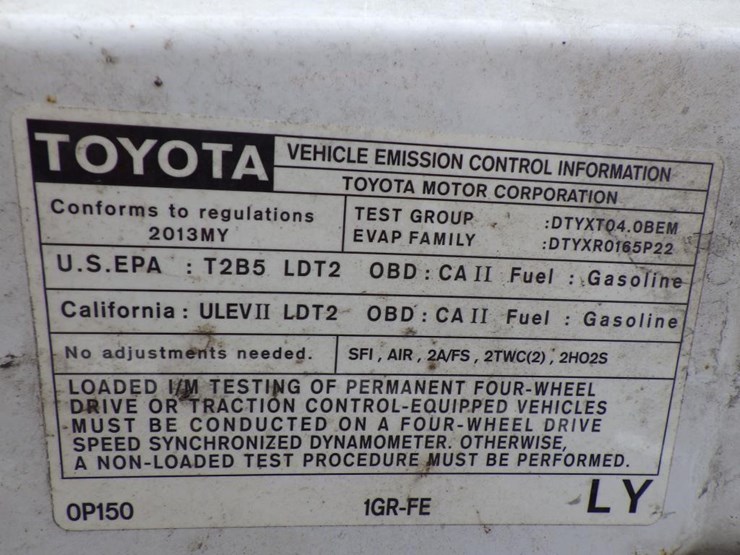 TOYOTA
VEHICLE EMISSION CONTROL INFORMATION
TOYOTA MOTOR CORPORATION
Conforms to regulations
2013MY
TEST GROUP :DTYXT04.0BEM
EVAP FAMILY :DTYXR0165P22
U.S.EPA : T2B5 LDT2 OBD : CA II Fuel : Gasoline
California : ULEVII LDT2 OBD : CA II Fuel : Gasoline
No adjustments needed.
SFI , AIR , 2A/FS , 2TWC(2) , 2HO2S
LOADED I/M TESTING OF PERMANENT FOUR-WHEEL
DRIVE OR TRACTION CONTROL-EQUIPPED VEHICLES
MUST BE CONDUCTED ON A FOUR-WHEEL DRIVE
SPEED SYNCHRONIZED DYNAMOMETER. OTHERWISE,
A NON-LOADED TEST PROCEDURE MUST BE PERFORMED.
0P150 1GR-FE LY